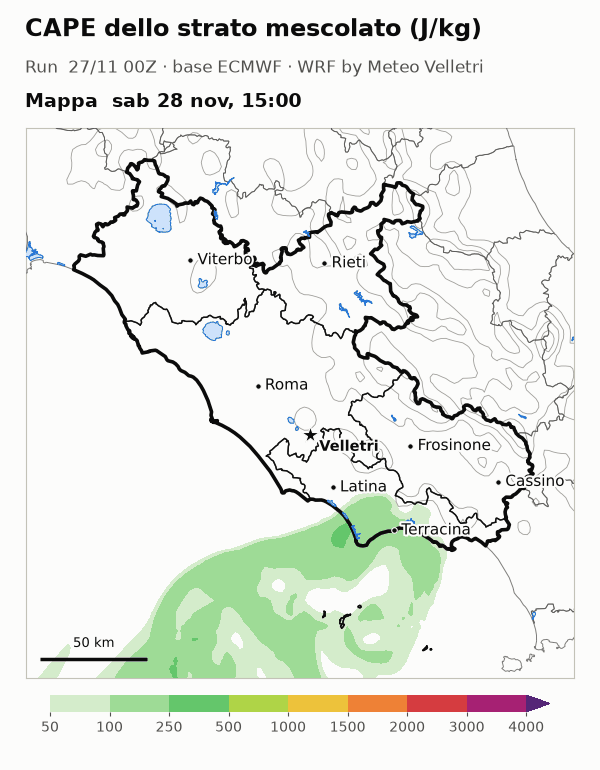 CAPE dello strato mescolato (J/kg)
Run 27/11 00Z · base ECMWF · WRF by Meteo Velletri
Mappa sab 28 nov, 15:00
Viterbo
Rieti
Roma
Velletri
Frosinone
Cassino
Latina
Terracina
50 km
50 100 250 500 1000 1500 2000 3000 4000